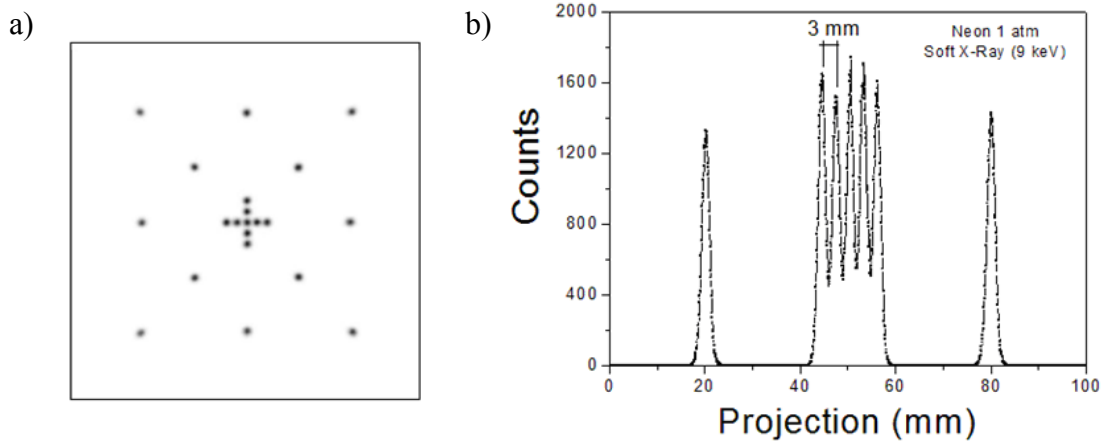 a)
b)
2000
1600
1200
800
400
0
Counts
3 mm
Neon 1 atm
Soft X-Ray (9 keV)
0 20 40 60 80 100
Projection (mm)